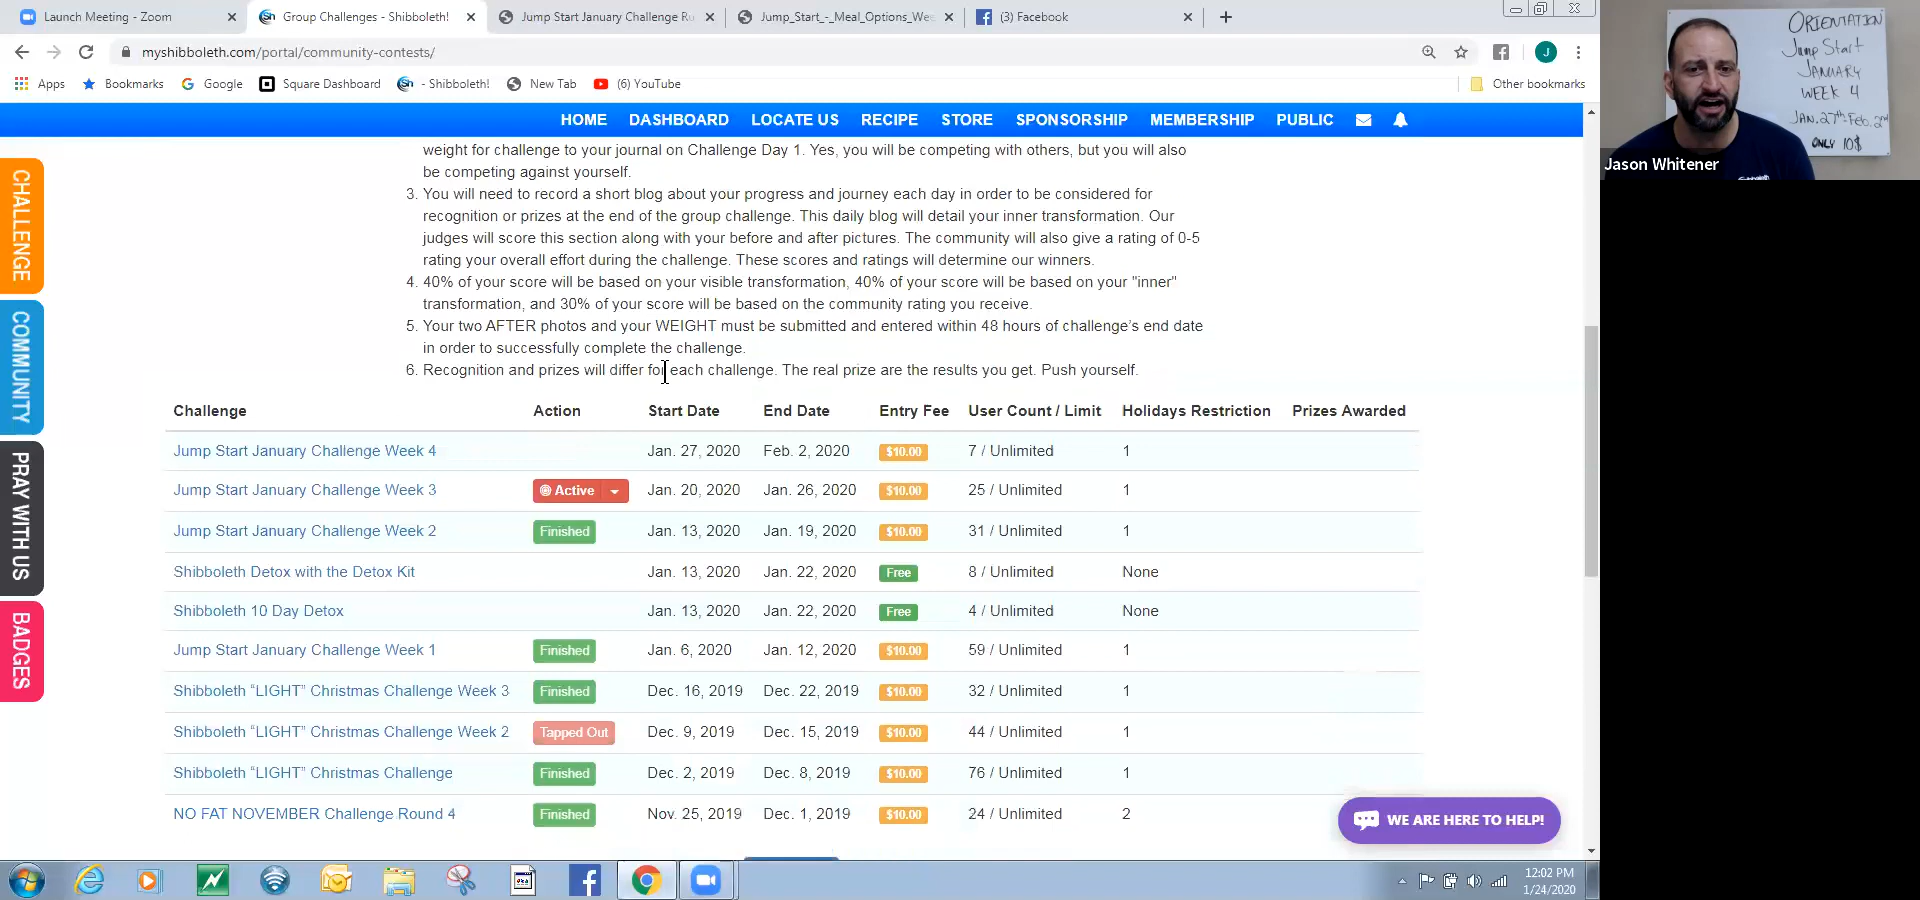 Launch Meeting - Zoom
Group Challenges - Shibboleth!
Jump Start January Challenge Ru
Jump_Start_-_Meal_Options_Wee
(3) Facebook
myshibboleth.com/portal/community-contests/
J
Apps
Bookmarks
Google
Square Dashboard
- Shibboleth!
New Tab
(6) YouTube
Other bookmarks
HOME DASHBOARD LOCATE US RECIPE STORE SPONSORSHIP MEMBERSHIP PUBLIC
ORIENTATION
Jump Start
JANUARY
WEEK 4
JAN. 27th - Feb. 2nd
ONLY 10$
Jason Whitener
CHALLENGE
COMMUNITY
PRAY WITH US
BADGES
weight for challenge to your journal on Challenge Day 1. Yes, you will be competing with others, but you will also
be competing against yourself.
3. You will need to record a short blog about your progress and journey each day in order to be considered for
recognition or prizes at the end of the group challenge. This daily blog will detail your inner transformation. Our
judges will score this section along with your before and after pictures. The community will also give a rating of 0-5
rating your overall effort during the challenge. These scores and ratings will determine our winners.
4. 40% of your score will be based on your visible transformation, 40% of your score will be based on your "inner"
transformation, and 30% of your score will be based on the community rating you receive.
5. Your two AFTER photos and your WEIGHT must be submitted and entered within 48 hours of challenge's end date
in order to successfully complete the challenge.
6. Recognition and prizes will differ for each challenge. The real prize are the results you get. Push yourself.
Challenge Action Start Date End Date Entry Fee User Count / Limit Holidays Restriction Prizes Awarded
Jump Start January Challenge Week 4 Jan. 27, 2020 Feb. 2, 2020 $10.00 7 / Unlimited 1
Jump Start January Challenge Week 3 Active Jan. 20, 2020 Jan. 26, 2020 $10.00 25 / Unlimited 1
Jump Start January Challenge Week 2 Finished Jan. 13, 2020 Jan. 19, 2020 $10.00 31 / Unlimited 1
Shibboleth Detox with the Detox Kit Jan. 13, 2020 Jan. 22, 2020 Free 8 / Unlimited None
Shibboleth 10 Day Detox Jan. 13, 2020 Jan. 22, 2020 Free 4 / Unlimited None
Jump Start January Challenge Week 1 Finished Jan. 6, 2020 Jan. 12, 2020 $10.00 59 / Unlimited 1
Shibboleth “LIGHT” Christmas Challenge Week 3 Finished Dec. 16, 2019 Dec. 22, 2019 $10.00 32 / Unlimited 1
Shibboleth “LIGHT” Christmas Challenge Week 2 Tapped Out Dec. 9, 2019 Dec. 15, 2019 $10.00 44 / Unlimited 1
Shibboleth “LIGHT” Christmas Challenge Finished Dec. 2, 2019 Dec. 8, 2019 $10.00 76 / Unlimited 1
NO FAT NOVEMBER Challenge Round 4 Finished Nov. 25, 2019 Dec. 1, 2019 $10.00 24 / Unlimited 2
WE ARE HERE TO HELP!
12:02 PM
1/24/2020